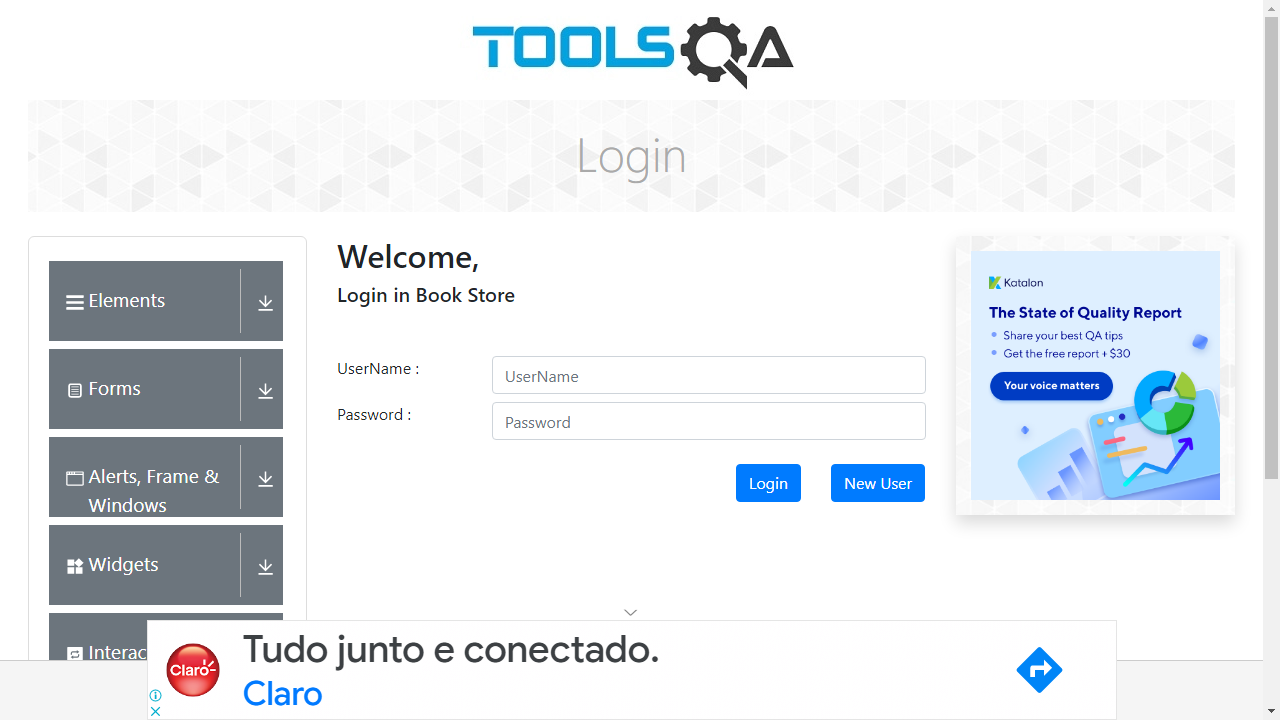 TOOLSQA
Login
Elements
Forms
Alerts, Frame &
Windows
Widgets
Interac
Welcome,
Login in Book Store
UserName :
UserName
Password :
Password
Login
New User
Katalon
The State of Quality Report
Share your best QA tips
Get the free report + $30
Your voice matters
Claro
Tudo junto e conectado.
Claro